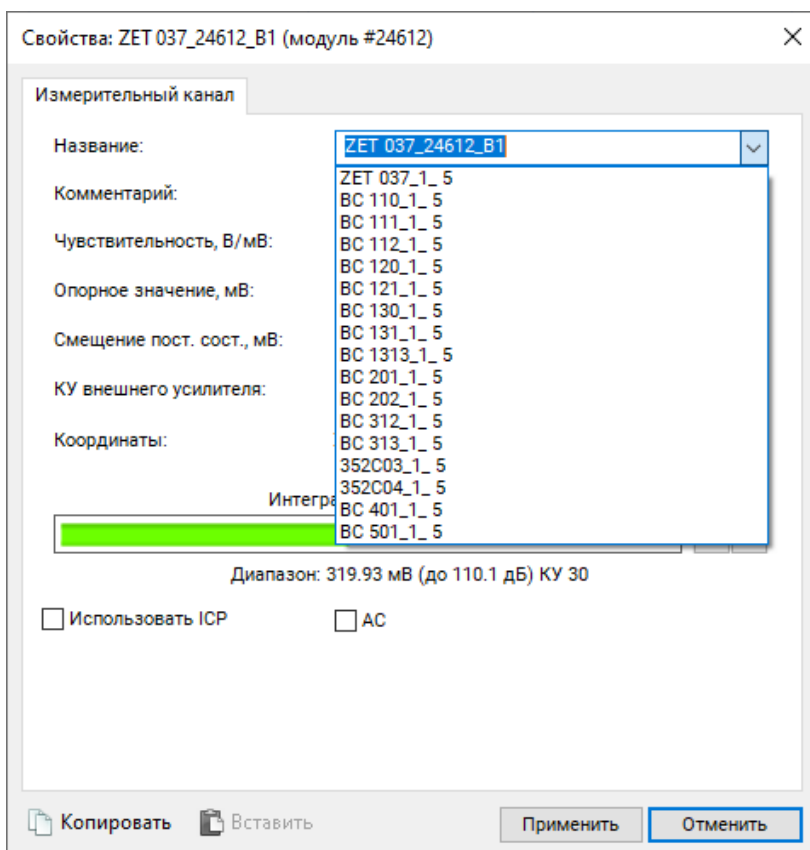 Свойства: ZET 037_24612_B1 (модуль #24612)
Измерительный канал
Название:
ZET 037_24612_B1
ZET 037_1_ 5
Комментарий:
BC 110_1_ 5
BC 111_1_ 5
Чувствительность, В/мВ:
BC 112_1_ 5
BC 120_1_ 5
BC 121_1_ 5
Опорное значение, мВ:
BC 130_1_ 5
BC 131_1_ 5
Смещение пост. сост., мВ:
BC 1313_1_ 5
BC 201_1_ 5
КУ внешнего усилителя:
BC 202_1_ 5
BC 312_1_ 5
Координаты:
BC 313_1_ 5
352C03_1_ 5
352C04_1_ 5
Интегра
BC 401_1_ 5
BC 501_1_ 5
Диапазон: 319.93 мВ (до 110.1 дБ) КУ 30
Использовать ICP
AC
Копировать
Вставить
Применить
Отменить